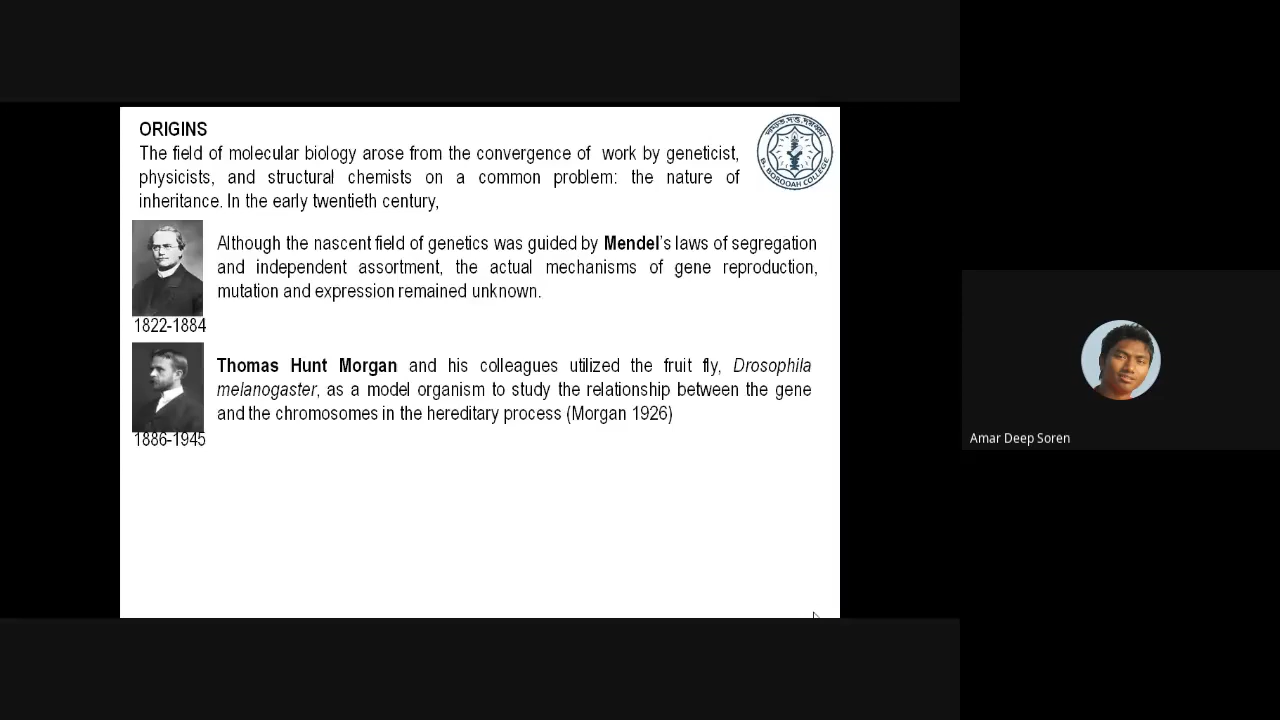 ORIGINS
The field of molecular biology arose from the convergence of work by geneticist,
physicists, and structural chemists on a common problem: the nature of
inheritance. In the early twentieth century,
B. BOROOAH COLLEGE
Although the nascent field of genetics was guided by Mendel's laws of segregation
and independent assortment, the actual mechanisms of gene reproduction,
mutation and expression remained unknown.
1822-1884
Thomas Hunt Morgan and his colleagues utilized the fruit fly, Drosophila
melanogaster, as a model organism to study the relationship between the gene
and the chromosomes in the hereditary process (Morgan 1926)
1886-1945
Amar Deep Soren